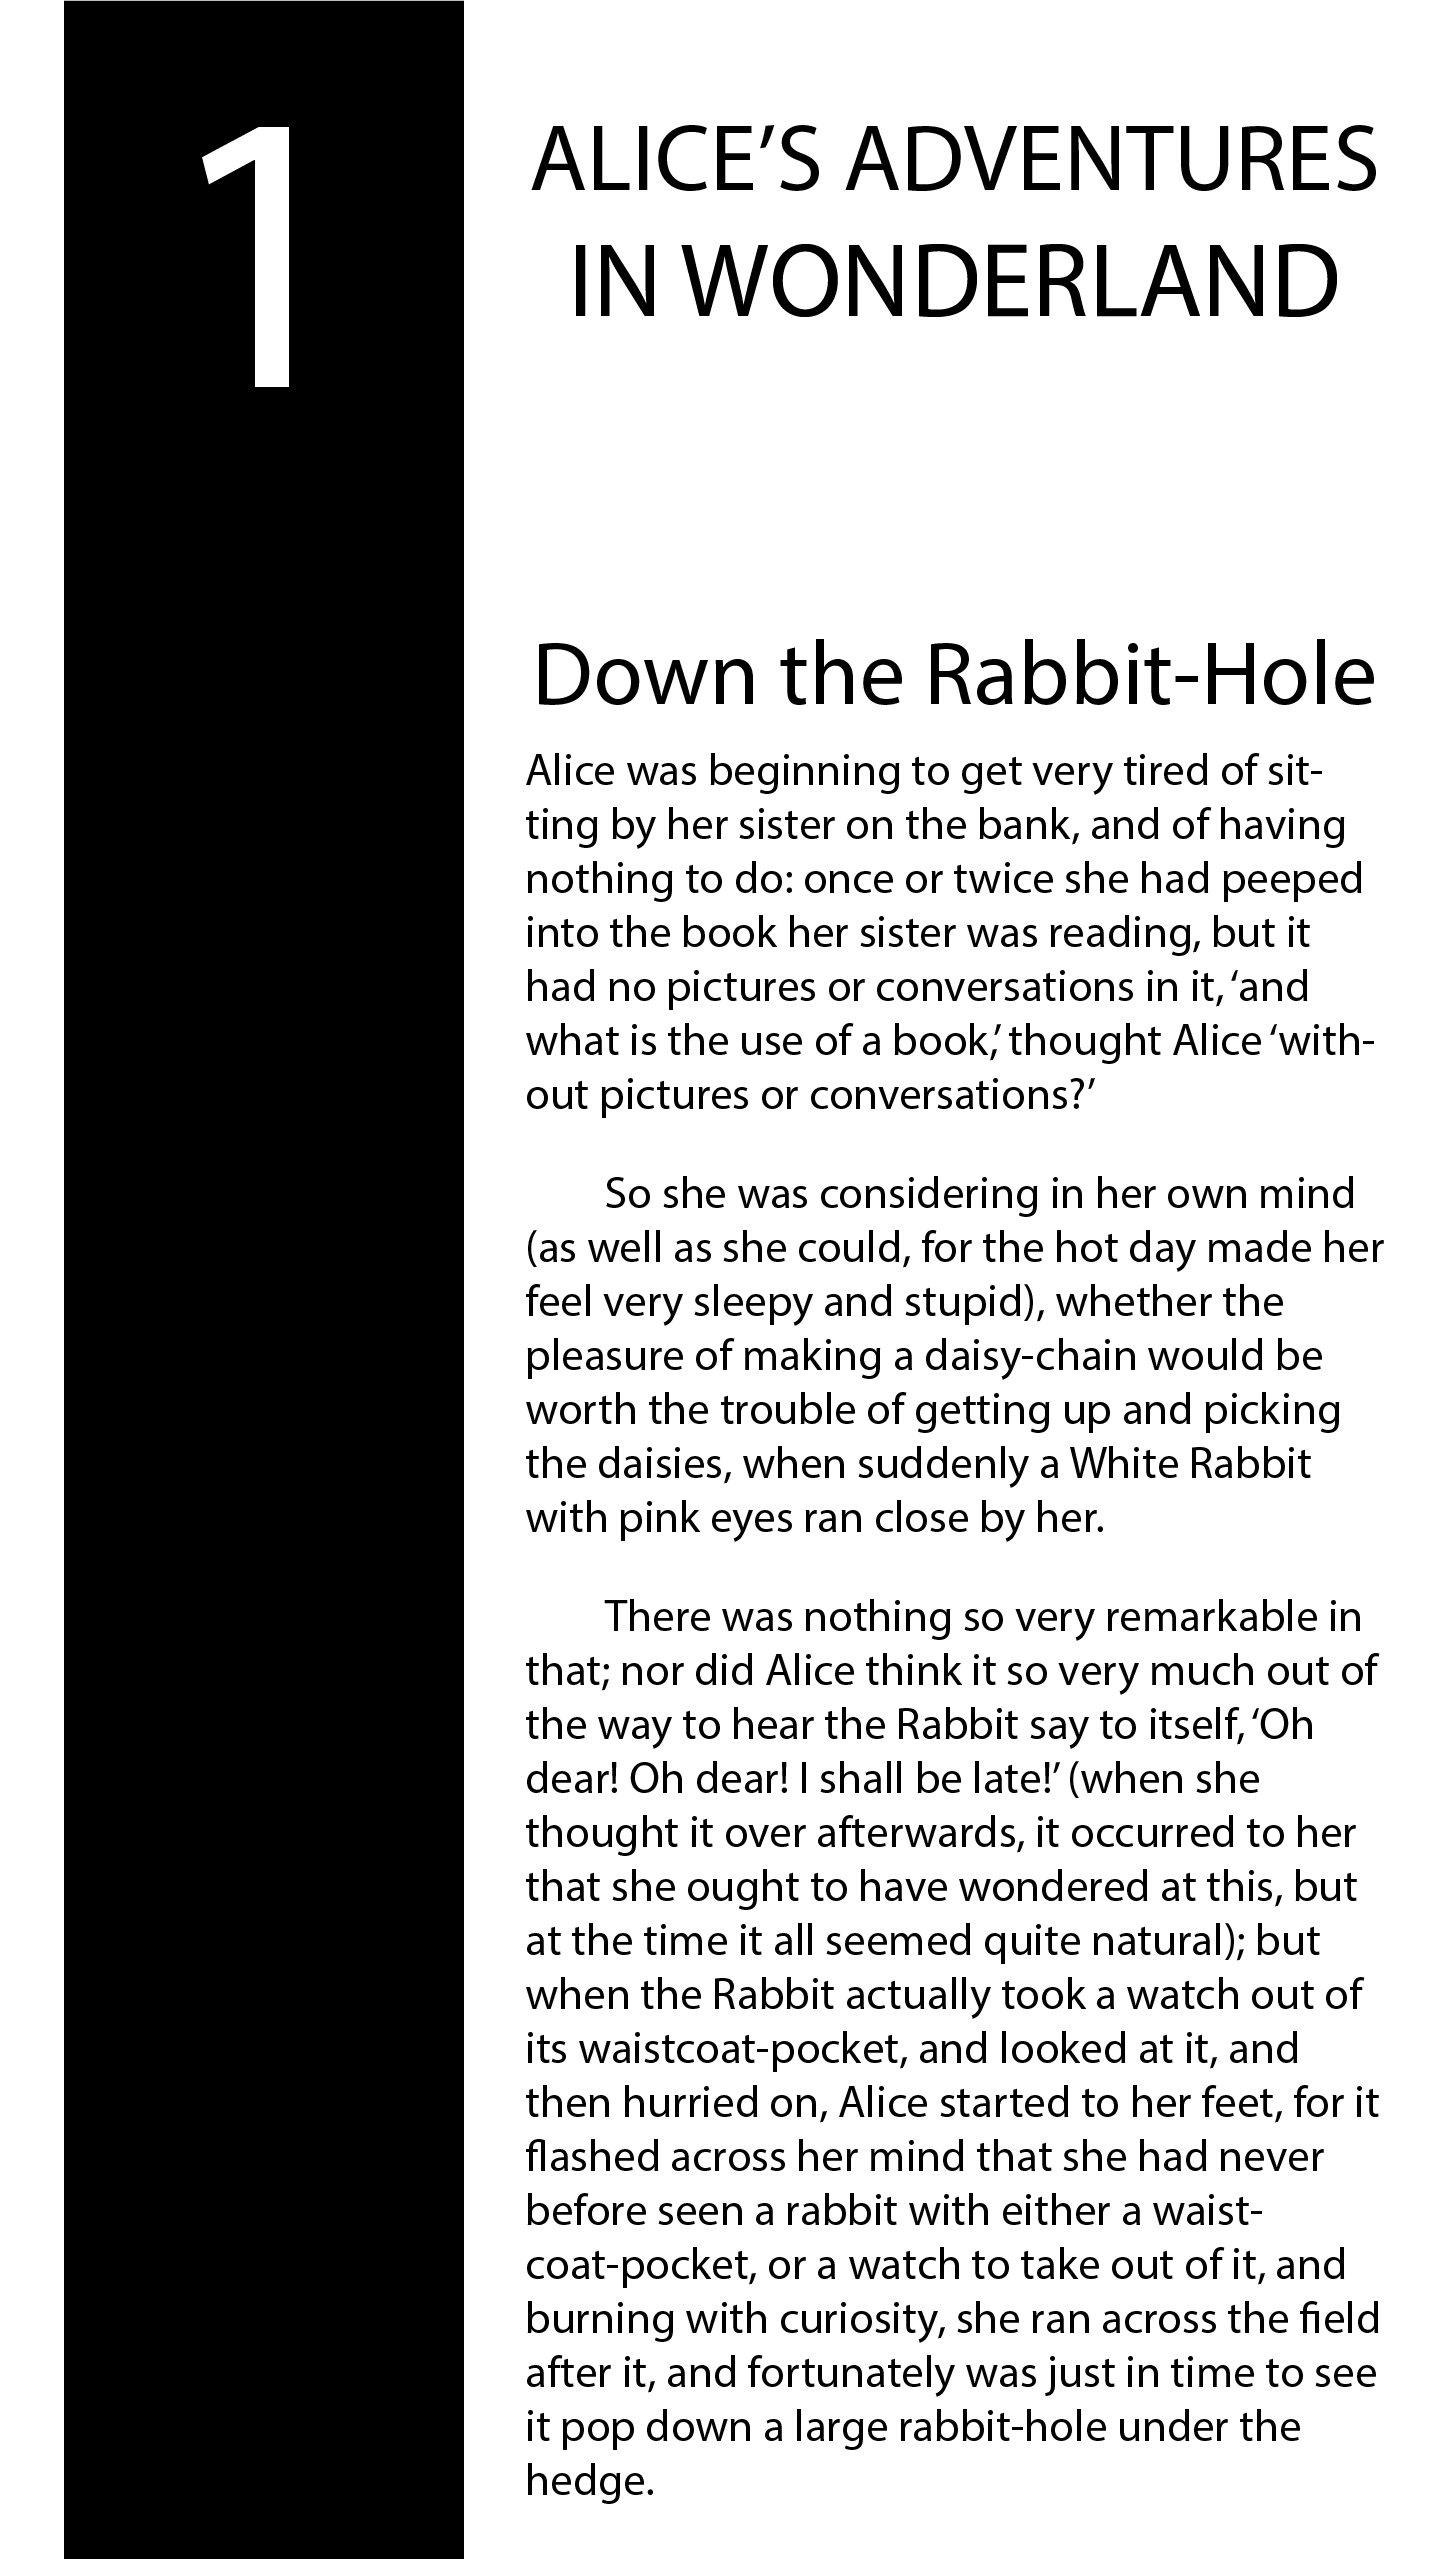 1
ALICE’S ADVENTURES
IN WONDERLAND
Down the Rabbit-Hole
Alice was beginning to get very tired of sit-
ting by her sister on the bank, and of having
nothing to do: once or twice she had peeped
into the book her sister was reading, but it
had no pictures or conversations in it, ‘and
what is the use of a book,’ thought Alice ‘with-
out pictures or conversations?’
So she was considering in her own mind
(as well as she could, for the hot day made her
feel very sleepy and stupid), whether the
pleasure of making a daisy-chain would be
worth the trouble of getting up and picking
the daisies, when suddenly a White Rabbit
with pink eyes ran close by her.
There was nothing so very remarkable in
that; nor did Alice think it so very much out of
the way to hear the Rabbit say to itself, ‘Oh
dear! Oh dear! I shall be late!’ (when she
thought it over afterwards, it occurred to her
that she ought to have wondered at this, but
at the time it all seemed quite natural); but
when the Rabbit actually took a watch out of
its waistcoat-pocket, and looked at it, and
then hurried on, Alice started to her feet, for it
flashed across her mind that she had never
before seen a rabbit with either a waist-
coat-pocket, or a watch to take out of it, and
burning with curiosity, she ran across the field
after it, and fortunately was just in time to see
it pop down a large rabbit-hole under the
hedge.